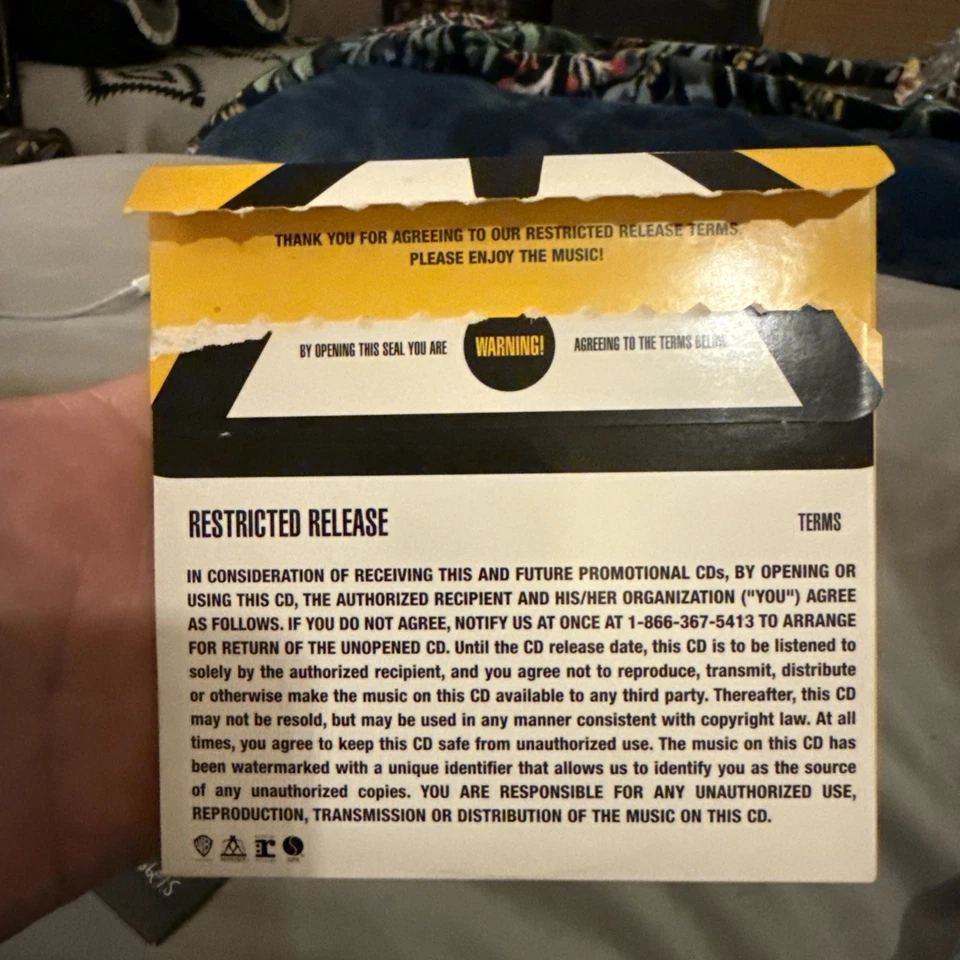 THANK YOU FOR AGREEING TO OUR RESTRICTED RELEASE TERMS.
PLEASE ENJOY THE MUSIC!
BY OPENING THIS SEAL YOU ARE WARNING! AGREEING TO THE TERMS BELOW
RESTRICTED RELEASE TERMS
IN CONSIDERATION OF RECEIVING THIS AND FUTURE PROMOTIONAL CDs, BY OPENING OR
USING THIS CD, THE AUTHORIZED RECIPIENT AND HIS/HER ORGANIZATION ("YOU") AGREE
AS FOLLOWS. IF YOU DO NOT AGREE, NOTIFY US AT ONCE AT 1-866-367-5413 TO ARRANGE
FOR RETURN OF THE UNOPENED CD. Until the CD release date, this CD is to be listened to
solely by the authorized recipient, and you agree not to reproduce, transmit, distribute
or otherwise make the music on this CD available to any third party. Thereafter, this CD
may not be resold, but may be used in any manner consistent with copyright law. At all
times, you agree to keep this CD safe from unauthorized use. The music on this CD has
been watermarked with a unique identifier that allows us to identify you as the source
of any unauthorized copies. YOU ARE RESPONSIBLE FOR ANY UNAUTHORIZED USE,
REPRODUCTION, TRANSMISSION OR DISTRIBUTION OF THE MUSIC ON THIS CD.